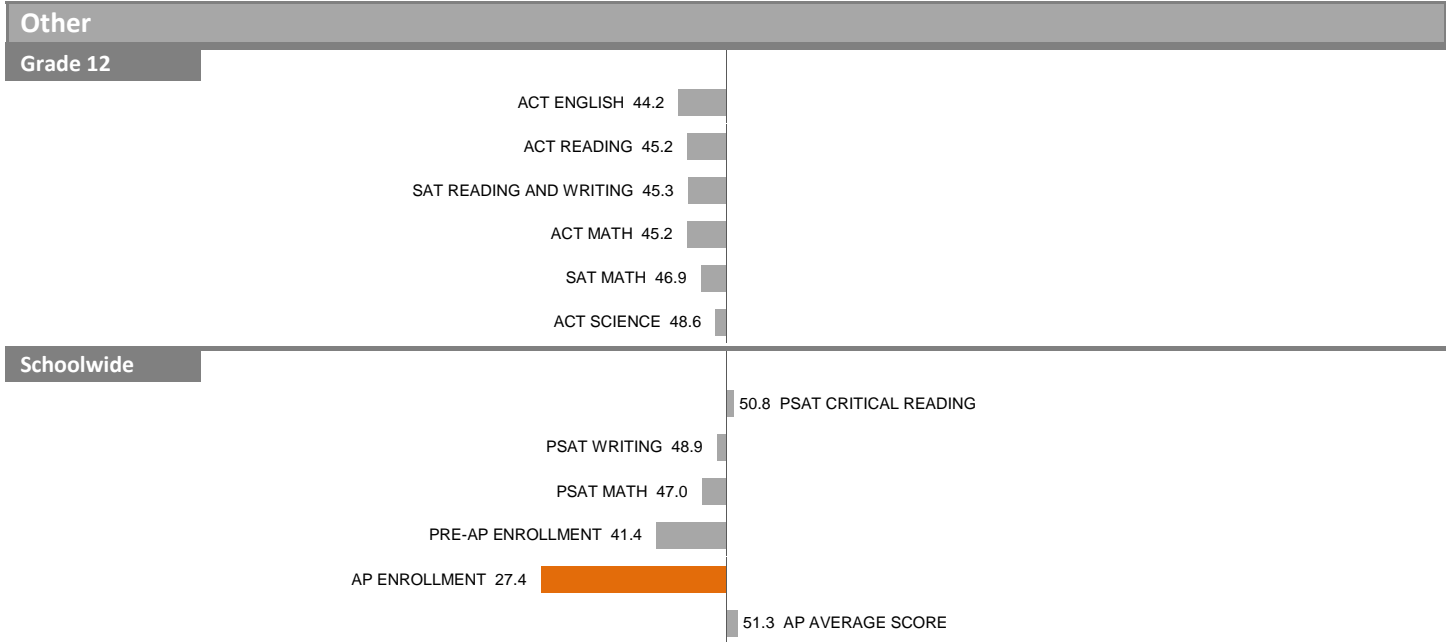 Other
Grade 12
ACT ENGLISH 44.2
ACT READING 45.2
SAT READING AND WRITING 45.3
ACT MATH 45.2
SAT MATH 46.9
ACT SCIENCE 48.6
Schoolwide
50.8 PSAT CRITICAL READING
PSAT WRITING 48.9
PSAT MATH 47.0
PRE-AP ENROLLMENT 41.4
AP ENROLLMENT 27.4
51.3 AP AVERAGE SCORE